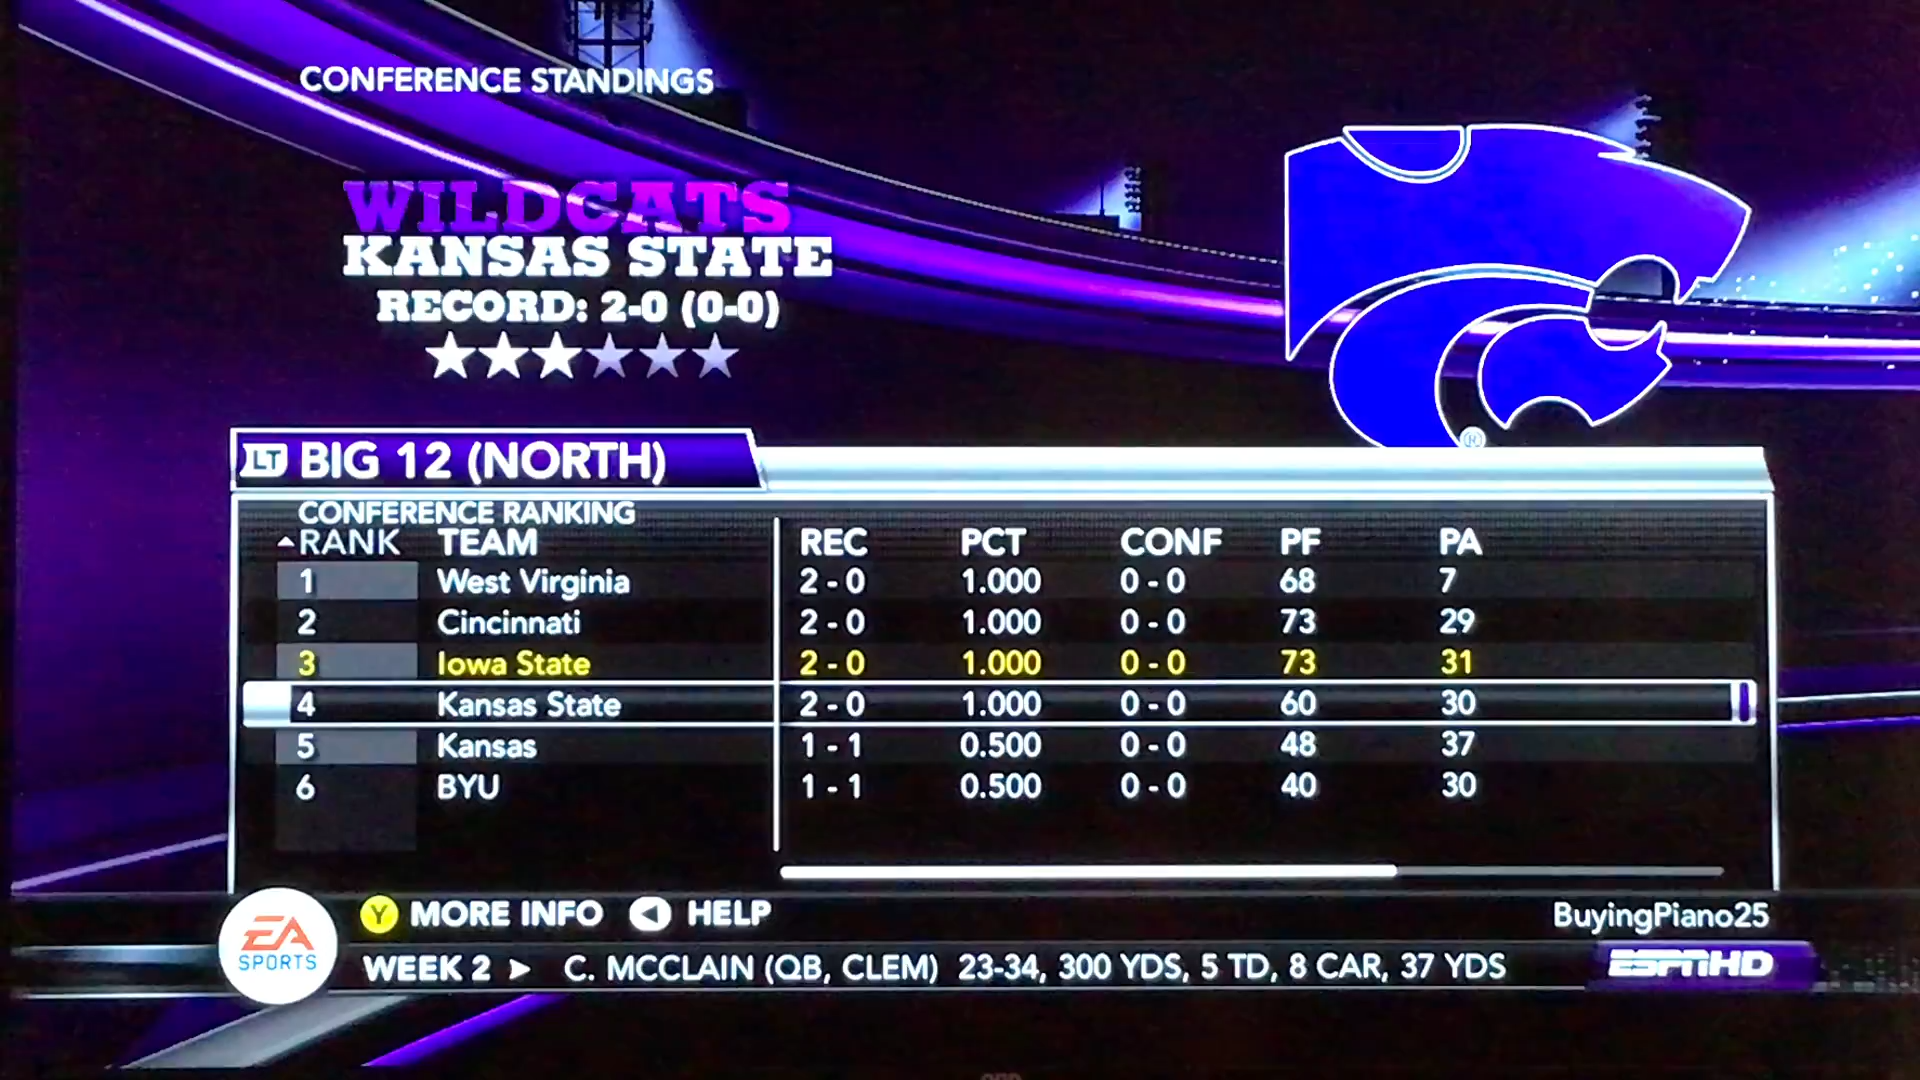 CONFERENCE STANDINGS
WILDCATS
KANSAS STATE
RECORD: 2-0 (0-0)
LT BIG 12 (NORTH)
CONFERENCE RANKING
RANK TEAM REC PCT CONF PF PA
1 West Virginia 2 - 0 1.000 0 - 0 68 7
2 Cincinnati 2 - 0 1.000 0 - 0 73 29
3 Iowa State 2 - 0 1.000 0 - 0 73 31
4 Kansas State 2 - 0 1.000 0 - 0 60 30
5 Kansas 1 - 1 0.500 0 - 0 48 37
6 BYU 1 - 1 0.500 0 - 0 40 30
Y MORE INFO HELP BuyingPiano25
EA SPORTS
WEEK 2 C. MCCLAIN (QB, CLEM) 23-34, 300 YDS, 5 TD, 8 CAR, 37 YDS ESPN HD
®